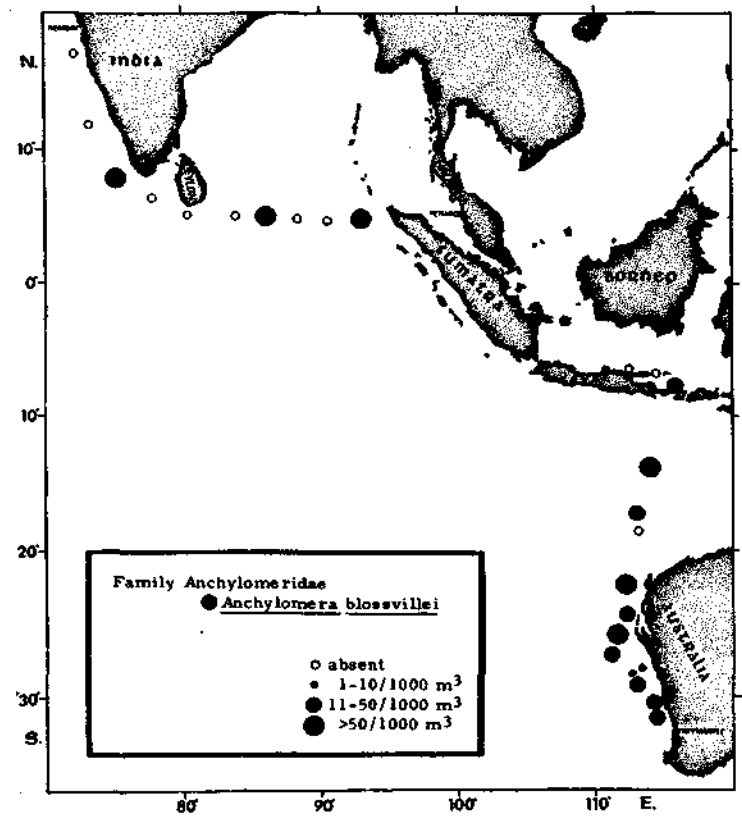 N.
INDIA
10°
CEYLON
0°
SUMATRA
BORNEO
10°
20°
Family Anchylomeridae
Anchylomera blossvillei
AUSTRALIA
absent
1-10/1000 m³
30°
11-50/1000 m³
>50/1000 m³
S.
80° 90° 100° 110° E.